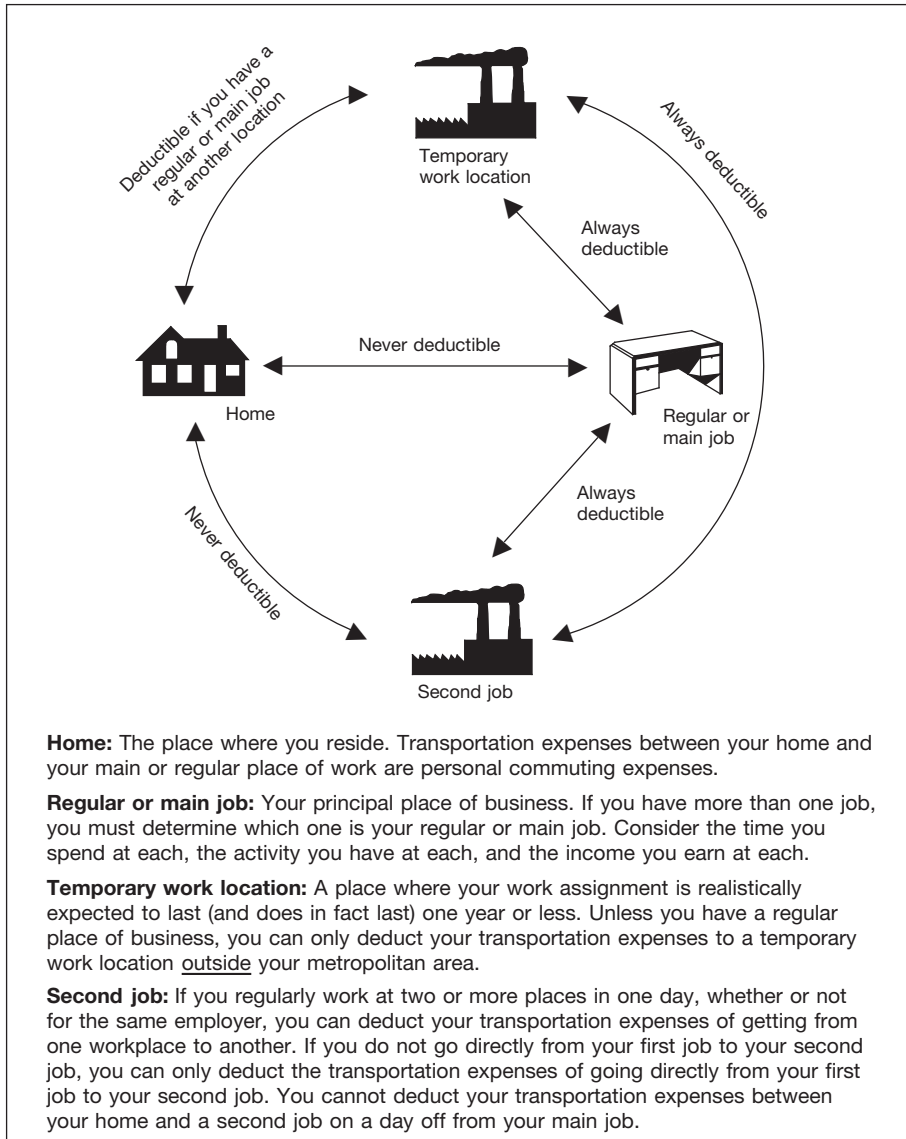 Deductible if you have a
regular or main job
at another location
Temporary
work location
Always deductible
Always
deductible
Never deductible
Home
Regular or
main job
Always
deductible
Never deductible
Second job
Home: The place where you reside. Transportation expenses between your home and
your main or regular place of work are personal commuting expenses.
Regular or main job: Your principal place of business. If you have more than one job,
you must determine which one is your regular or main job. Consider the time you
spend at each, the activity you have at each, and the income you earn at each.
Temporary work location: A place where your work assignment is realistically
expected to last (and does in fact last) one year or less. Unless you have a regular
place of business, you can only deduct your transportation expenses to a temporary
work location outside your metropolitan area.
Second job: If you regularly work at two or more places in one day, whether or not
for the same employer, you can deduct your transportation expenses of getting from
one workplace to another. If you do not go directly from your first job to your second
job, you can only deduct the transportation expenses of going directly from your first
job to your second job. You cannot deduct your transportation expenses between
your home and a second job on a day off from your main job.